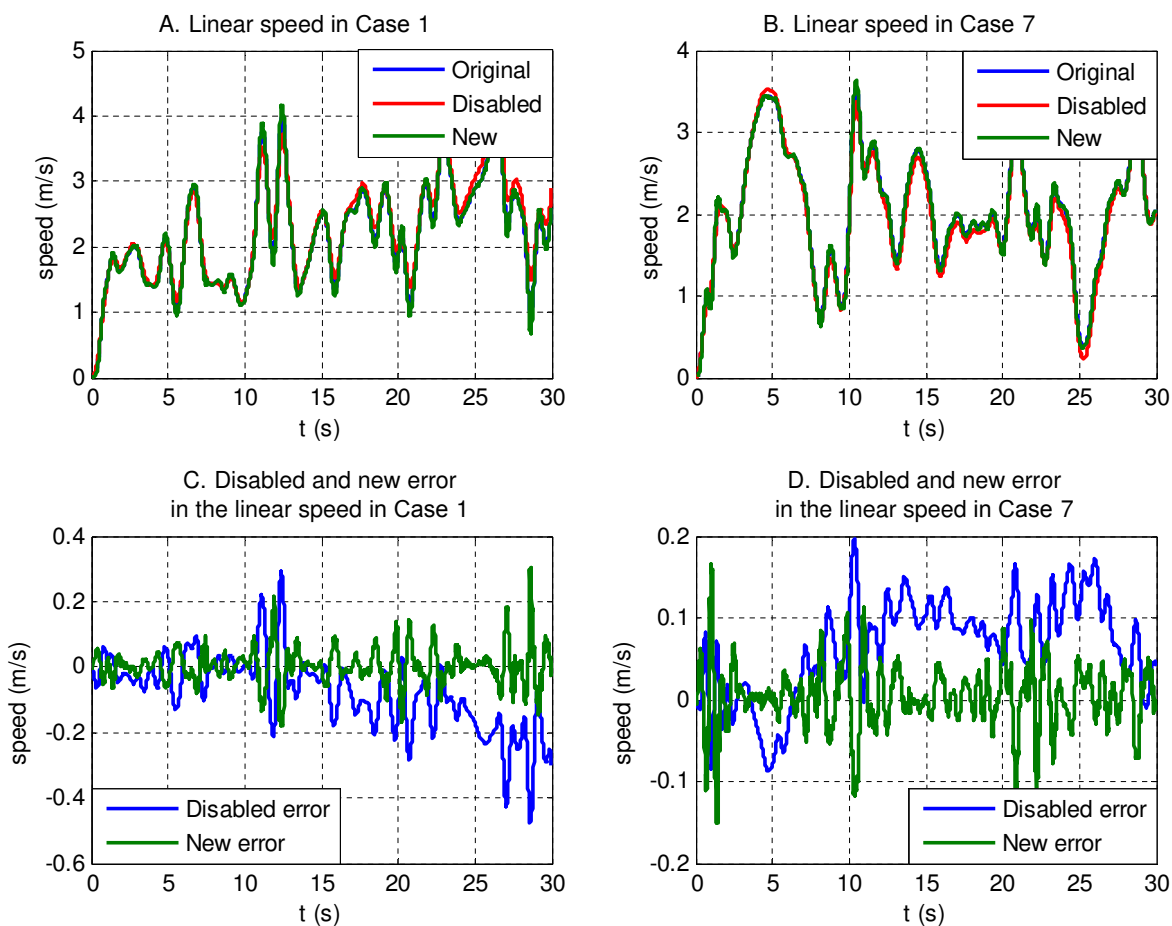 A. Linear speed in Case 1
5
4
3
2
1
0
speed (m/s)
Original
Disabled
New
0 5 10 15 20 25 30
t (s)
B. Linear speed in Case 7
4
3
2
1
0
speed (m/s)
Original
Disabled
New
0 5 10 15 20 25 30
t (s)
C. Disabled and new error
in the linear speed in Case 1
0.4
0.2
0
-0.2
-0.4
-0.6
speed (m/s)
Disabled error
New error
0 5 10 15 20 25 30
t (s)
D. Disabled and new error
in the linear speed in Case 7
0.2
0.1
0
-0.1
-0.2
speed (m/s)
Disabled error
New error
0 5 10 15 20 25 30
t (s)